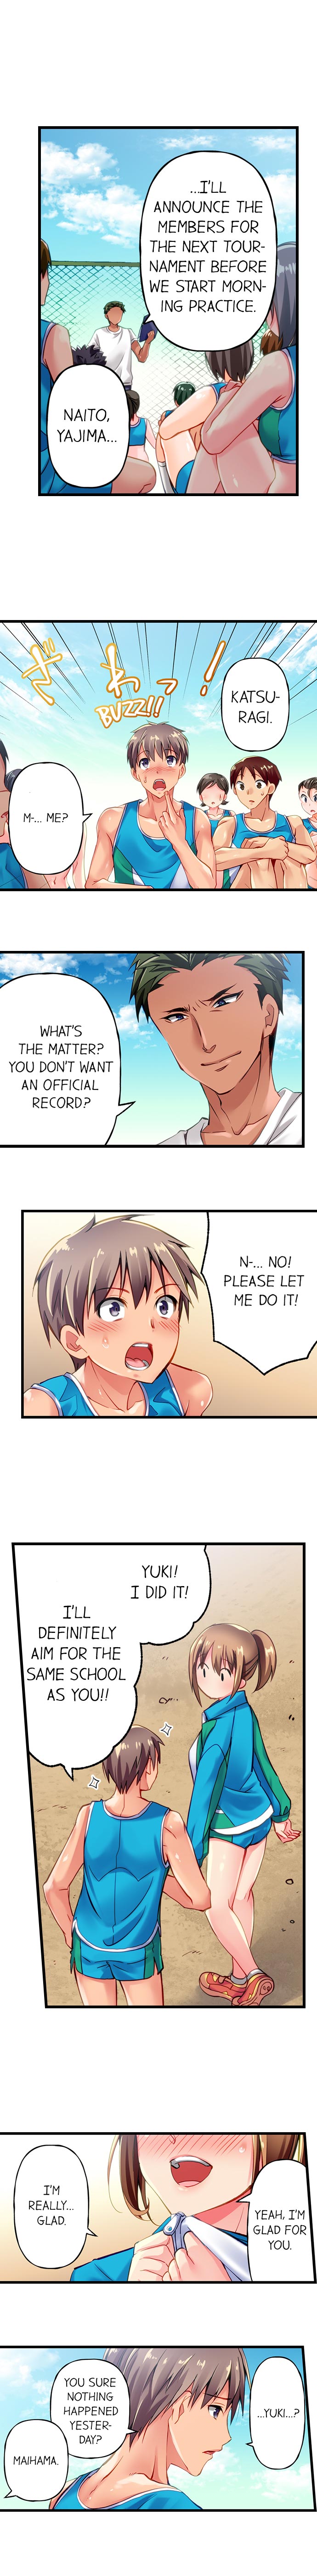 ...I'LL
ANNOUNCE THE
MEMBERS FOR
THE NEXT TOUR-
NAMENT BEFORE
WE START MORN-
ING PRACTICE.
NAITO,
YAJIMA...
KATSU-
RAGI.
ざわっ!
BUZZ!!
M-... ME?
WHAT'S
THE MATTER?
YOU DON'T WANT
AN OFFICIAL
RECORD?
N-... NO!
PLEASE LET
ME DO IT!
YUKI!
I DID IT!
I'LL
DEFINITELY
AIM FOR THE
SAME SCHOOL
AS YOU!!
YEAH, I'M
GLAD FOR
YOU.
I'M
REALLY...
GLAD.
...YUKI...?
YOU SURE
NOTHING
HAPPENED
YESTER-
DAY?
MAIHAMA.